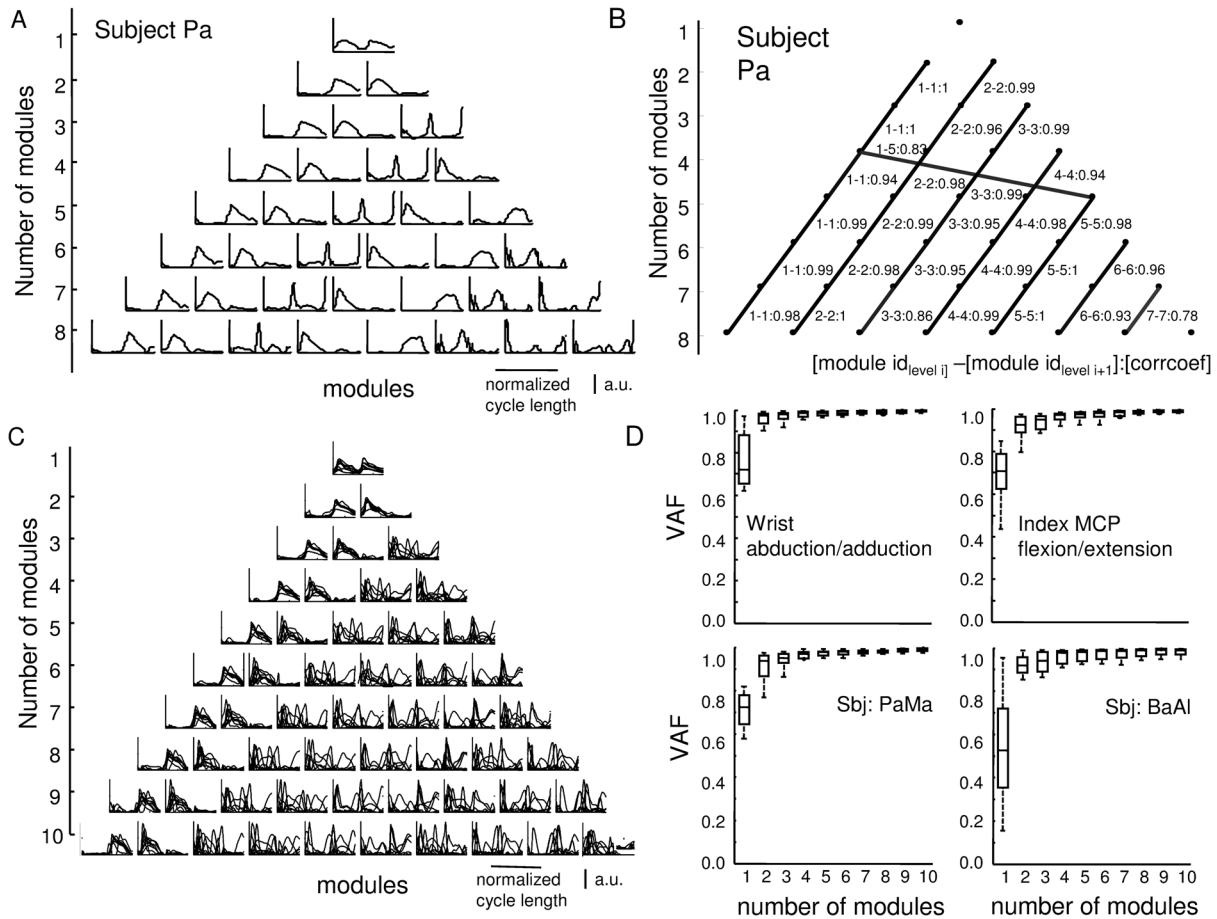 A
Subject Pa
Number of modules
1
2
3
4
5
6
7
8
modules
normalized
cycle length
a.u.
B
Subject
Pa
Number of modules
1
3
4
5
7
8
1-1:1
2-2:0.99
1-1:1
2-2:0.96
3-3:0.99
1-5:0.83
1-1:0.94
2-2:0.98
3-3:0.99
4-4:0.94
1-1:0.99
2-2:0.99
3-3:0.95
4-4:0.98
5-5:0.98
1-1:0.99
2-2:0.98
3-3:0.95
4-4:0.99
5-5:1
6-6:0.96
1-1:0.98
2-2:1
3-3:0.86
4-4:0.99
5-5:1
6-6:0.93
7-7:0.78
[module id level i] –[module id level i+1]:[corrcoef]
C
Number of modules
1
2
3
4
5
6
7
8
9
10
modules
normalized
cycle length
a.u.
D
VAF
1.0
0.8
0.6
0.4
0.2
0.0
Wrist
abduction/adduction
1.0
0.8
0.6
0.4
0.2
0.0
Index MCP
flexion/extension
VAF
1.0
0.8
0.6
0.4
0.2
0.0
Sbj: PaMa
1 2 3 4 5 6 7 8 9 10
number of modules
1.0
0.8
0.6
0.4
0.2
0.0
Sbj: BaAl
1 2 3 4 5 6 7 8 9 10
number of modules